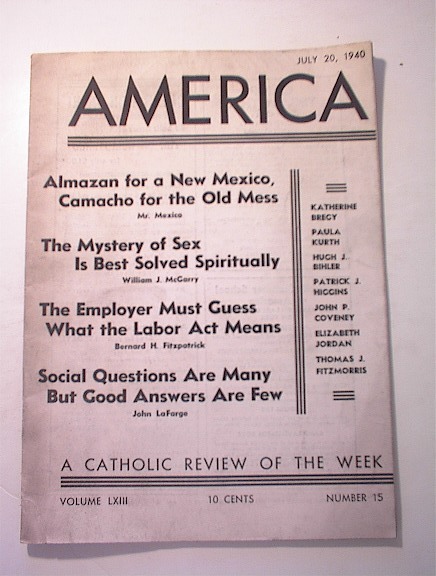 JULY 20, 1940
AMERICA
Almazan for a New Mexico,
Camacho for the Old Mess
Mr. Mexico
The Mystery of Sex
Is Best Solved Spiritually
William J. McGarry
The Employer Must Guess
What the Labor Act Means
Bernard H. Fitzpatrick
Social Questions Are Many
But Good Answers Are Few
John LaFarge
KATHERINE
BREGY
PAULA
KURTH
HUGH J.
BIHLER
PATRICK J.
HIGGINS
JOHN P.
COVENEY
ELIZABETH
JORDAN
THOMAS J.
FITZMORRIS
A CATHOLIC REVIEW OF THE WEEK
VOLUME LXIII 10 CENTS NUMBER 15